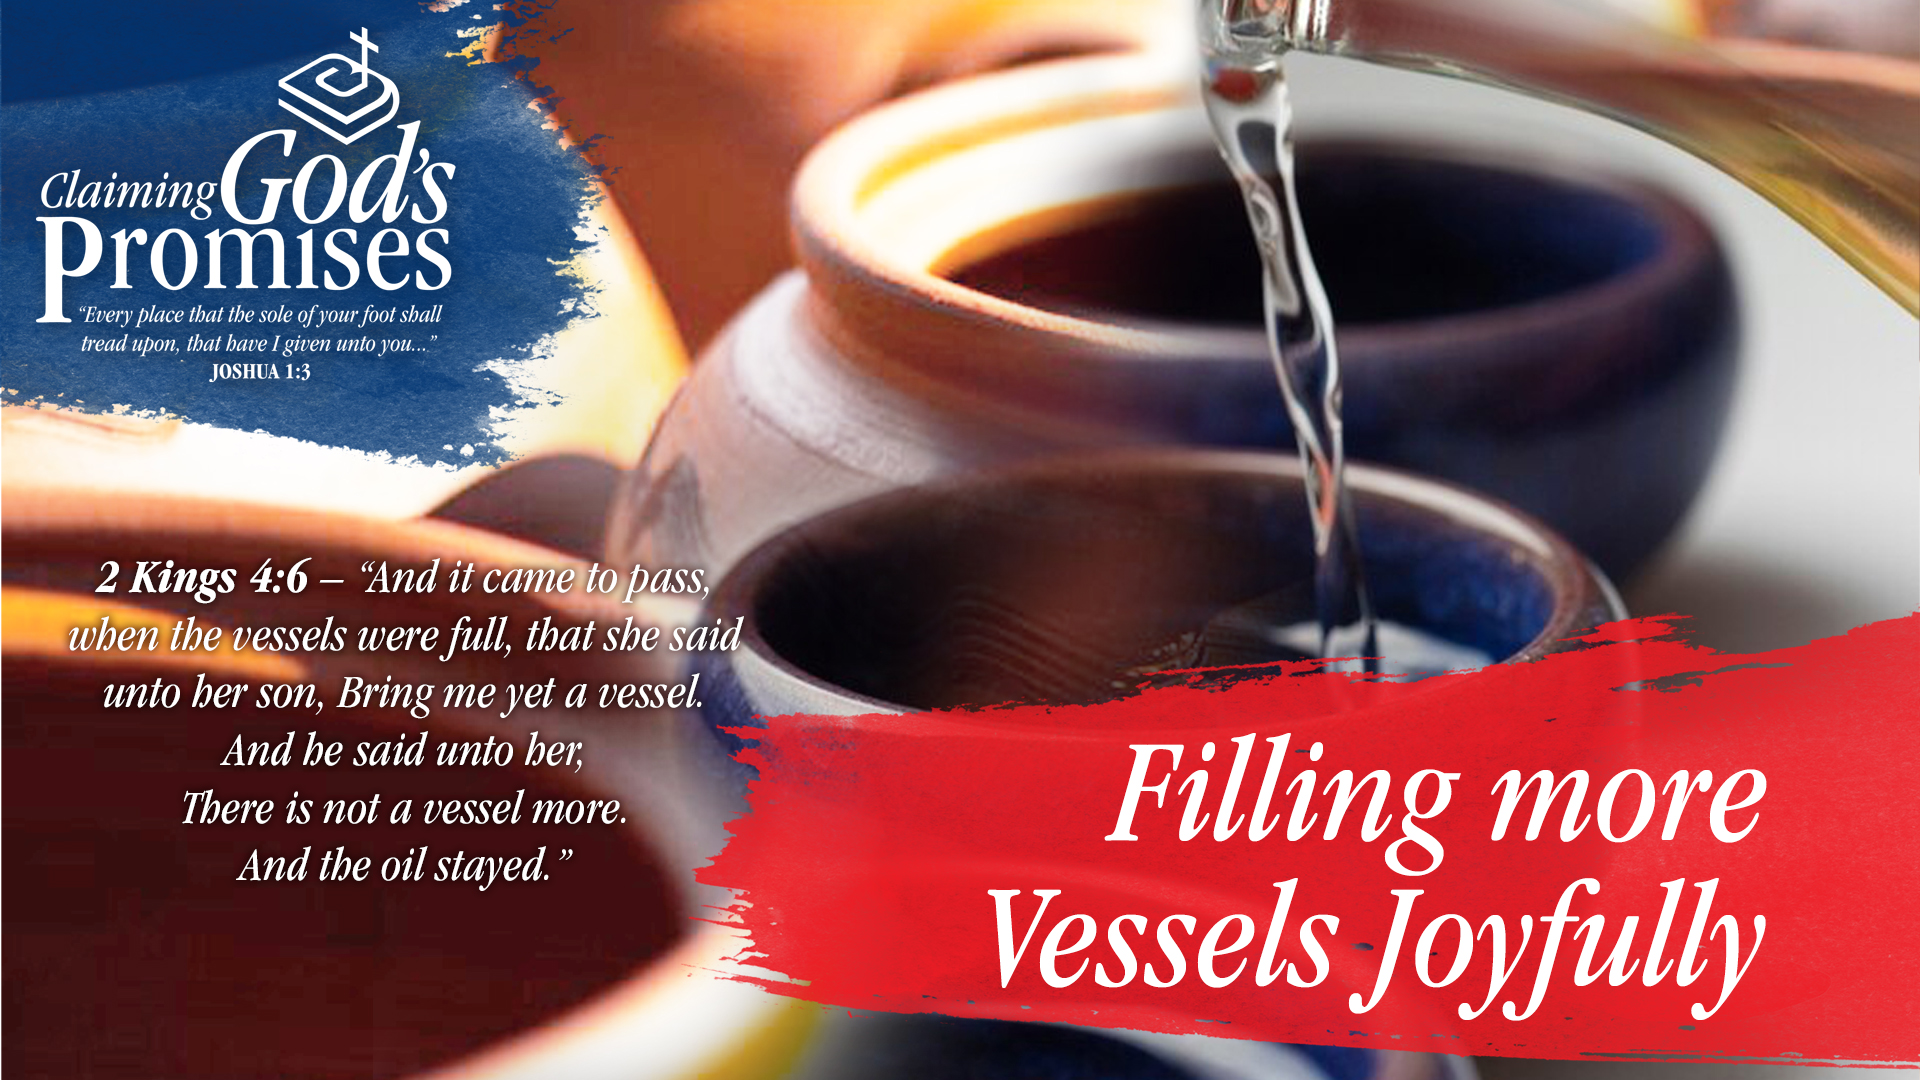 Claiming God's
Promises
“Every place that the sole of your foot shall
tread upon, that have I given unto you...”
JOSHUA 1:3
2 Kings 4:6 – “And it came to pass,
when the vessels were full, that she said
unto her son, Bring me yet a vessel.
And he said unto her,
There is not a vessel more.
And the oil stayed.”
Filling more
Vessels Joyfully